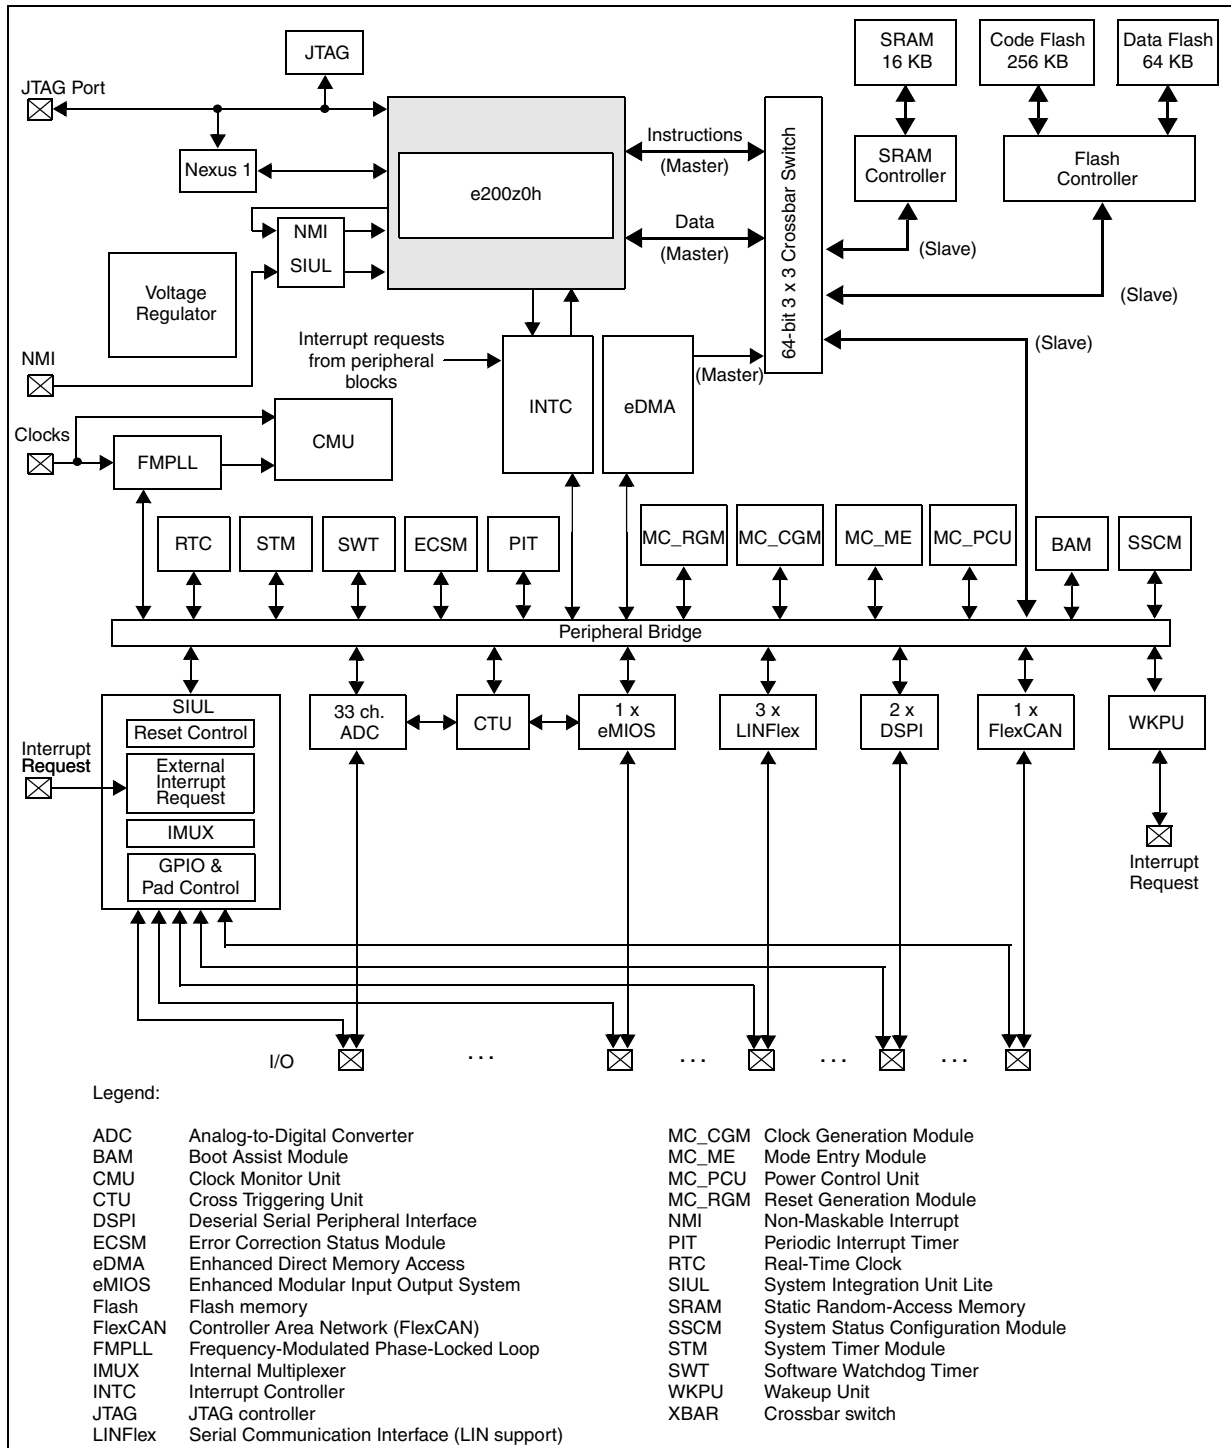 JTAG
SRAM
16 KB
Code Flash
256 KB
Data Flash
64 KB
JTAG Port
Nexus 1
e200z0h
Instructions
(Master)
Data
(Master)
64-bit 3 x 3 Crossbar Switch
SRAM
Controller
Flash
Controller
(Slave)
(Slave)
(Slave)
NMI
SIUL
Voltage
Regulator
NMI
Interrupt requests
from peripheral
blocks
INTC
eDMA
(Master)
Clocks
FMPLL
CMU
RTC
STM
SWT
ECSM
PIT
MC_RGM
MC_CGM
MC_ME
MC_PCU
BAM
SSCM
Peripheral Bridge
SIUL
Reset Control
External
Interrupt
Request
IMUX
GPIO &
Pad Control
Interrupt
Request
33 ch.
ADC
CTU
1 x
eMIOS
3 x
LINFlex
2 x
DSPI
1 x
FlexCAN
WKPU
Interrupt
Request
I/O
. . .
. . .
. . .
. . .
Legend:
ADC Analog-to-Digital Converter
BAM Boot Assist Module
CMU Clock Monitor Unit
CTU Cross Triggering Unit
DSPI Deserial Serial Peripheral Interface
ECSM Error Correction Status Module
eDMA Enhanced Direct Memory Access
eMIOS Enhanced Modular Input Output System
Flash Flash memory
FlexCAN Controller Area Network (FlexCAN)
FMPLL Frequency-Modulated Phase-Locked Loop
IMUX Internal Multiplexer
INTC Interrupt Controller
JTAG JTAG controller
LINFlex Serial Communication Interface (LIN support)
MC_CGM Clock Generation Module
MC_ME Mode Entry Module
MC_PCU Power Control Unit
MC_RGM Reset Generation Module
NMI Non-Maskable Interrupt
PIT Periodic Interrupt Timer
RTC Real-Time Clock
SIUL System Integration Unit Lite
SRAM Static Random-Access Memory
SSCM System Status Configuration Module
STM System Timer Module
SWT Software Watchdog Timer
WKPU Wakeup Unit
XBAR Crossbar switch